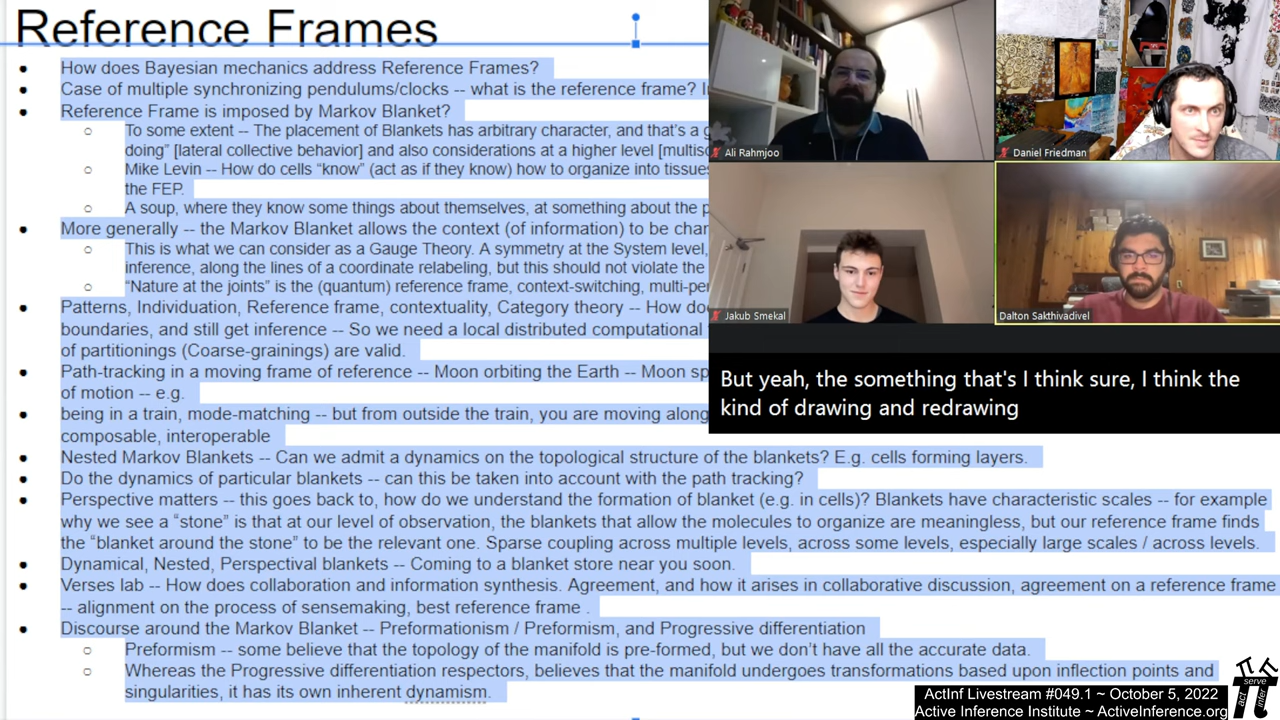 Reference Frames
How does Bayesian mechanics address Reference Frames?
Case of multiple synchronizing pendulums/clocks -- what is the reference frame? I
Reference Frame is imposed by Markov Blanket?
To some extent -- The placement of Blankets has arbitrary character, and that's a g
doing" [lateral collective behavior] and also considerations at a higher level [multisc
Mike Levin -- How do cells "know" (act as if they know) how to organize into tissues
the FEP.
A soup, where they know some things about themselves, at something about the p
More generally -- the Markov Blanket allows the context (of information) to be char
This is what we can consider as a Gauge Theory. A symmetry at the System level,
inference, along the lines of a coordinate relabeling, but this should not violate the
"Nature at the joints" is the (quantum) reference frame, context-switching, multi-per
Patterns, Inividuation, Reference frame, contextuality, Category theory -- How do
boundaries, and still get inference -- So we need a local distributed computational
of partitionings (Coarse-grainings) are valid.
Path-tracking in a moving frame of reference -- Moon orbiting the Earth -- Moon sp
of motion -- e.g.
being in a train, mode-matching -- but from outside the train, you are moving along
composable, interoperable
Nested Markov Blankets -- Can we admit a dynamics on the topological structure of the blankets? E.g. cells forming layers.
Do the dynamics of particular blankets -- can this be taken into account with the path tracking?
Perspective matters -- this goes back to, how do we understand the formation of blanket (e.g. in cells)? Blankets have characteristic scales -- for example
why we see a "stone" is that at our level of observation, the blankets that allow the molecules to organize are meaningless, but our reference frame finds
the "blanket around the stone" to be the relevant one. Sparse coupling across multiple levels, across some levels, especially large scales / across levels.
Dynamical, Nested, Perspectival blankets -- Coming to a blanket store near you soon.
Verses lab -- How does collaboration and information synthesis. Agreement, and how it arises in collaborative discussion, agreement on a reference frame
-- alignment on the process of sensemaking, best reference frame .
Discourse around the Markov Blanket -- Preformationism / Preformism, and Progressive differentiation
Preformism -- some believe that the topology of the manifold is pre-formed, but we don't have all the accurate data.
Whereas the Progressive differentiation respectors, believes that the manifold undergoes transformations based upon inflection points and
singularities, it has its own inherent dynamism.
Ali Rahmjoo
Daniel Friedman
Jakub Smekal
Dalton Sakthivadivel
But yeah, the something that's I think sure, I think the
kind of drawing and redrawing
ActInf Livestream #049.1 ~ October 5, 2022
Active Inference Institute ~ ActiveInference.org
serve
act
infer